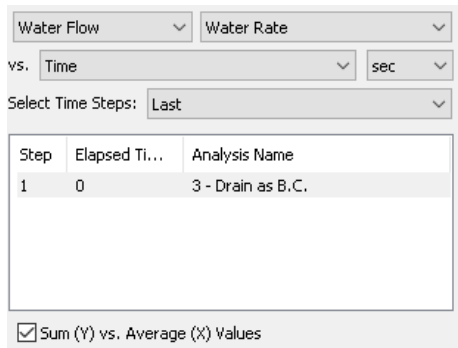 Water Flow Water Rate
vs. Time sec
Select Time Steps: Last
Step Elapsed Ti... Analysis Name
1 0 3 - Drain as B.C.
Sum (Y) vs. Average (X) Values